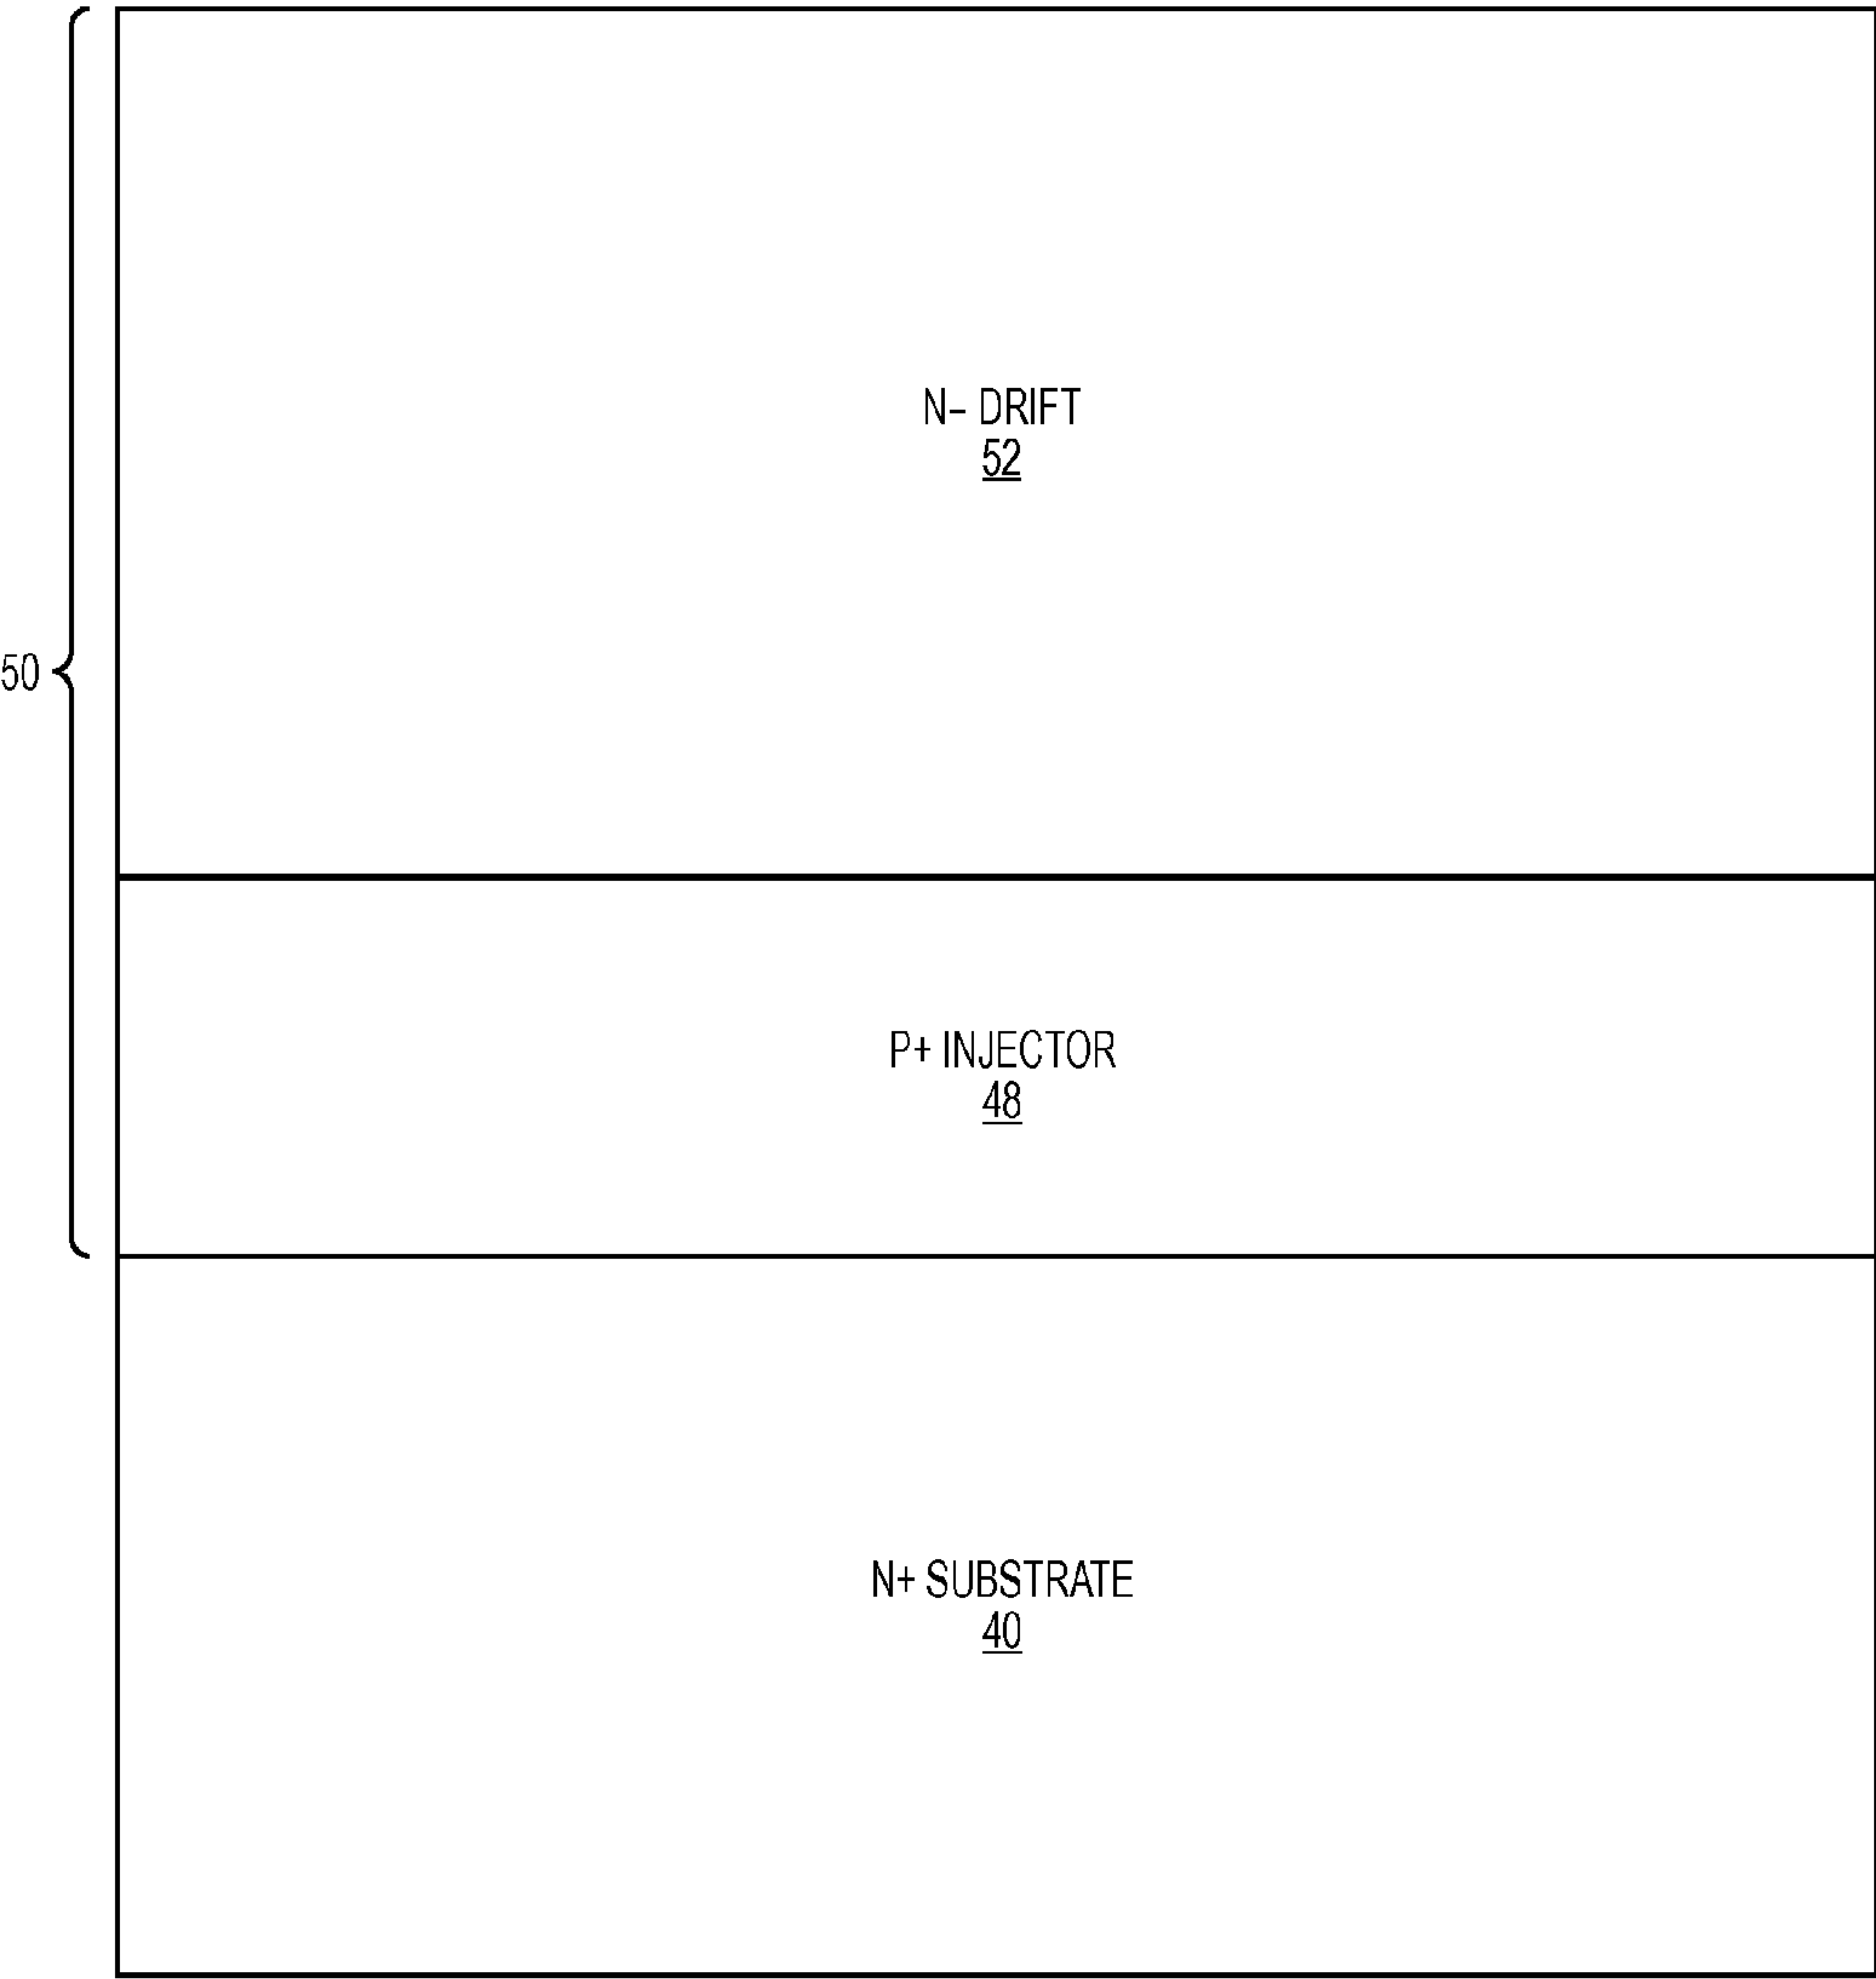 N– DRIFT
52
50
P+ INJECTOR
48
N+ SUBSTRATE
40